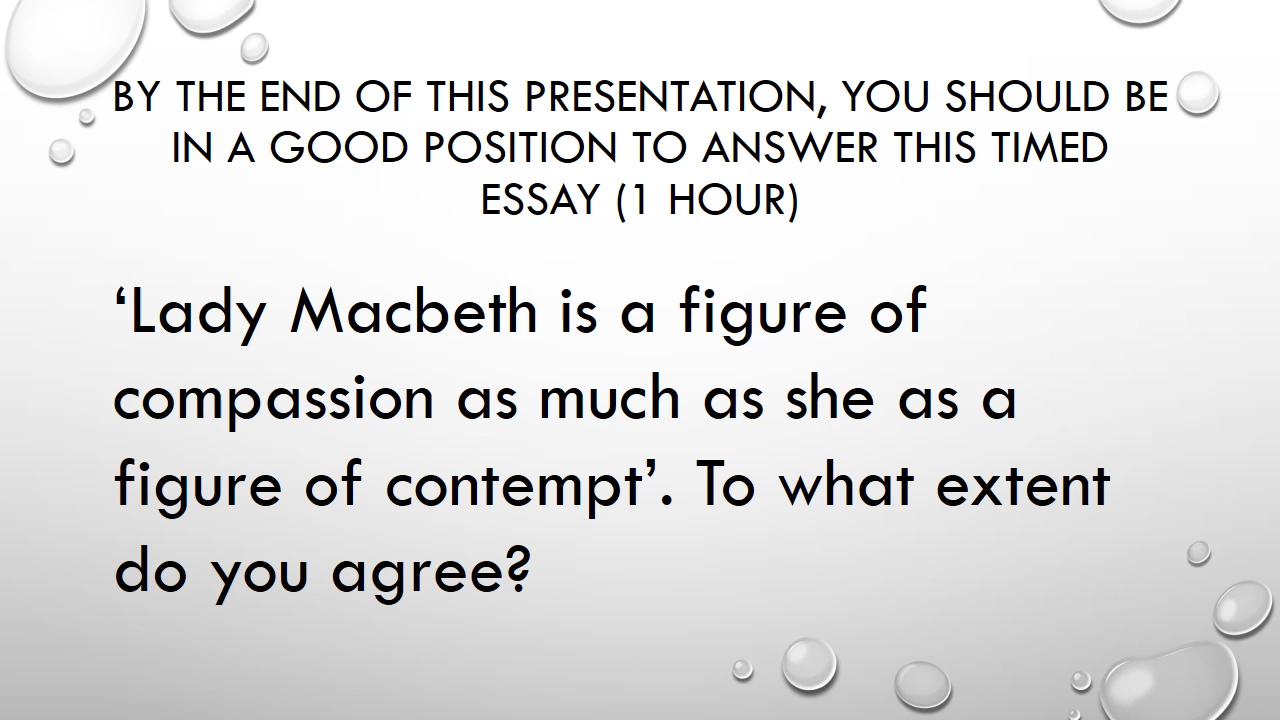 BY THE END OF THIS PRESENTATION, YOU SHOULD BE
IN A GOOD POSITION TO ANSWER THIS TIMED
ESSAY (1 HOUR)
‘Lady Macbeth is a figure of
compassion as much as she as a
figure of contempt’. To what extent
do you agree?